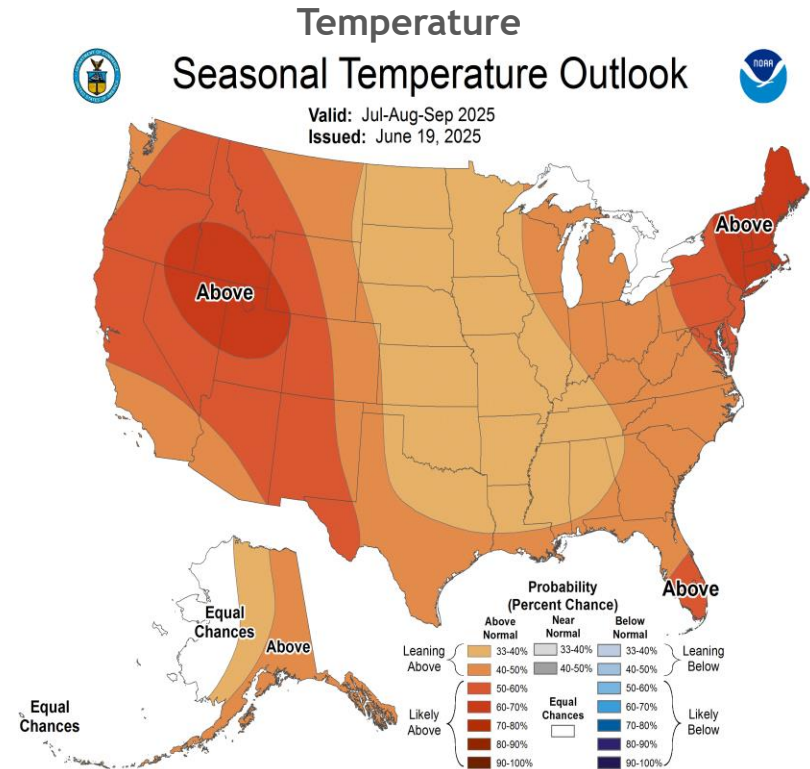 Temperature
Seasonal Temperature Outlook
NOAA
Valid: Jul-Aug-Sep 2025
Issued: June 19, 2025
Above
Above
Above
Equal
Chances
Above
Equal
Chances
Probability
(Percent Chance)
Above
Normal
Near
Normal
Below
Normal
Leaning
Above
33-40%
33-40%
33-40%
Leaning
Below
40-50%
40-50%
40-50%
Likely
Above
50-60%
60-70%
70-80%
80-90%
90-100%
Equal
Chances
50-60%
60-70%
70-80%
80-90%
90-100%
Likely
Below